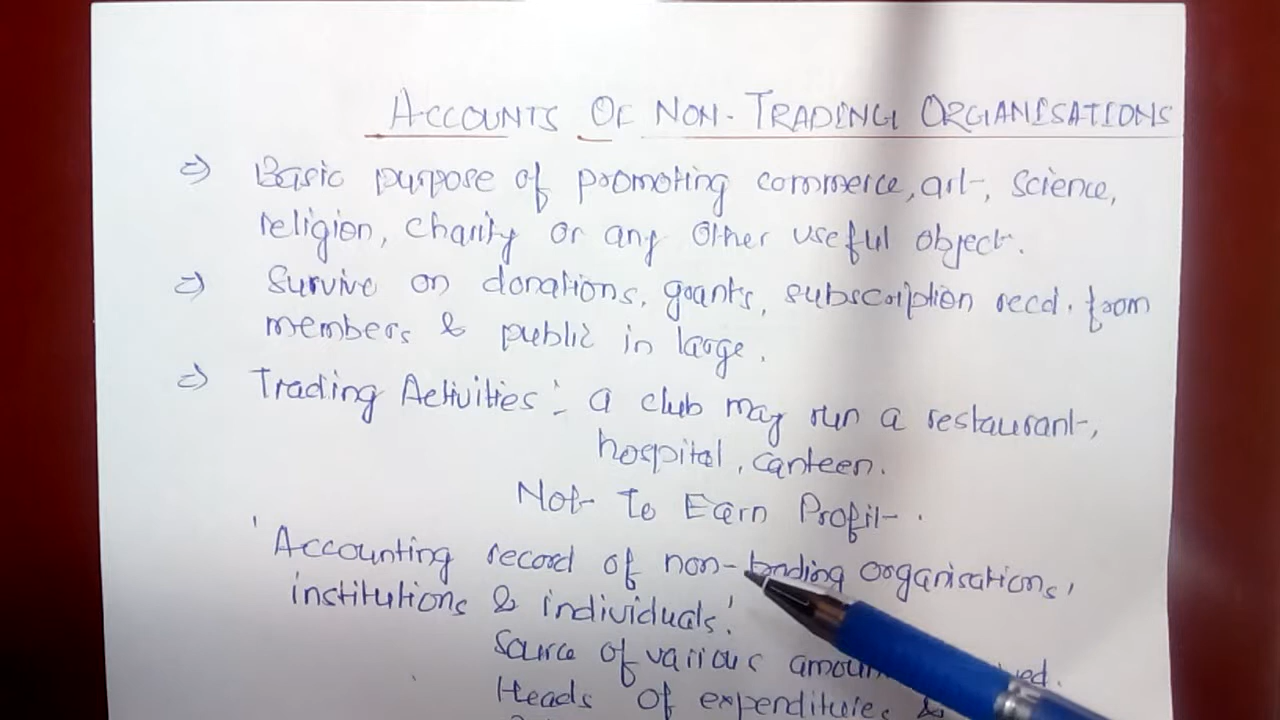 ACCOUNTS OF NON-TRADING ORGANISATIONS
⇒ Basic purpose of promoting commerce, art, science,
religion, charity or any other useful object.
⇒ Survive on donations, grants, subscription recd. from
members & public in large.
⇒ Trading Activities :- a club may run a restaurant,
hospital, canteen.
Not To Earn Profit.
'Accounting record of non-trading organisations,
institutions & individuals'.
Source of various
Heads of expenditures &